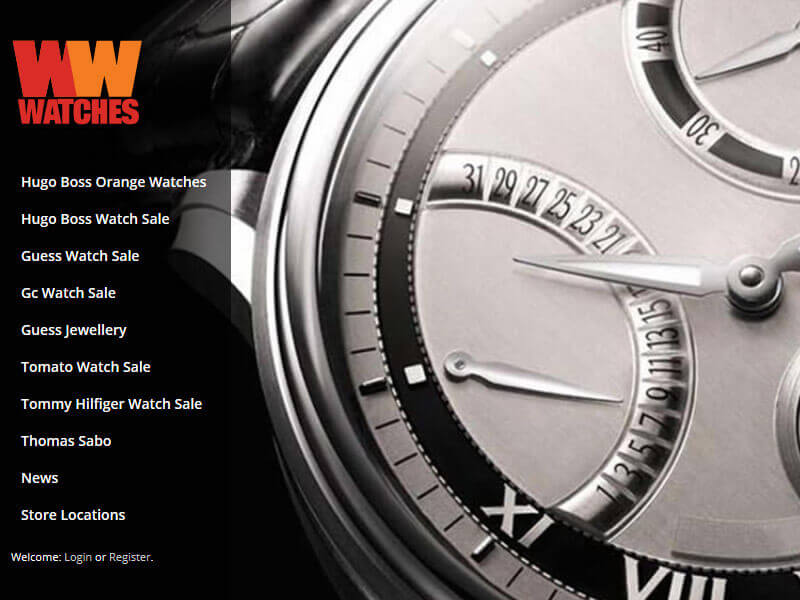 WW
WATCHES
Hugo Boss Orange Watches
Hugo Boss Watch Sale
Guess Watch Sale
Gc Watch Sale
Guess Jewellery
Tomato Watch Sale
Tommy Hilfiger Watch Sale
Thomas Sabo
News
Store Locations
Welcome: Login or Register.
40
30
31 29 27 25 23 21
15 13 11 9 7 5 3 1
XI
VIII